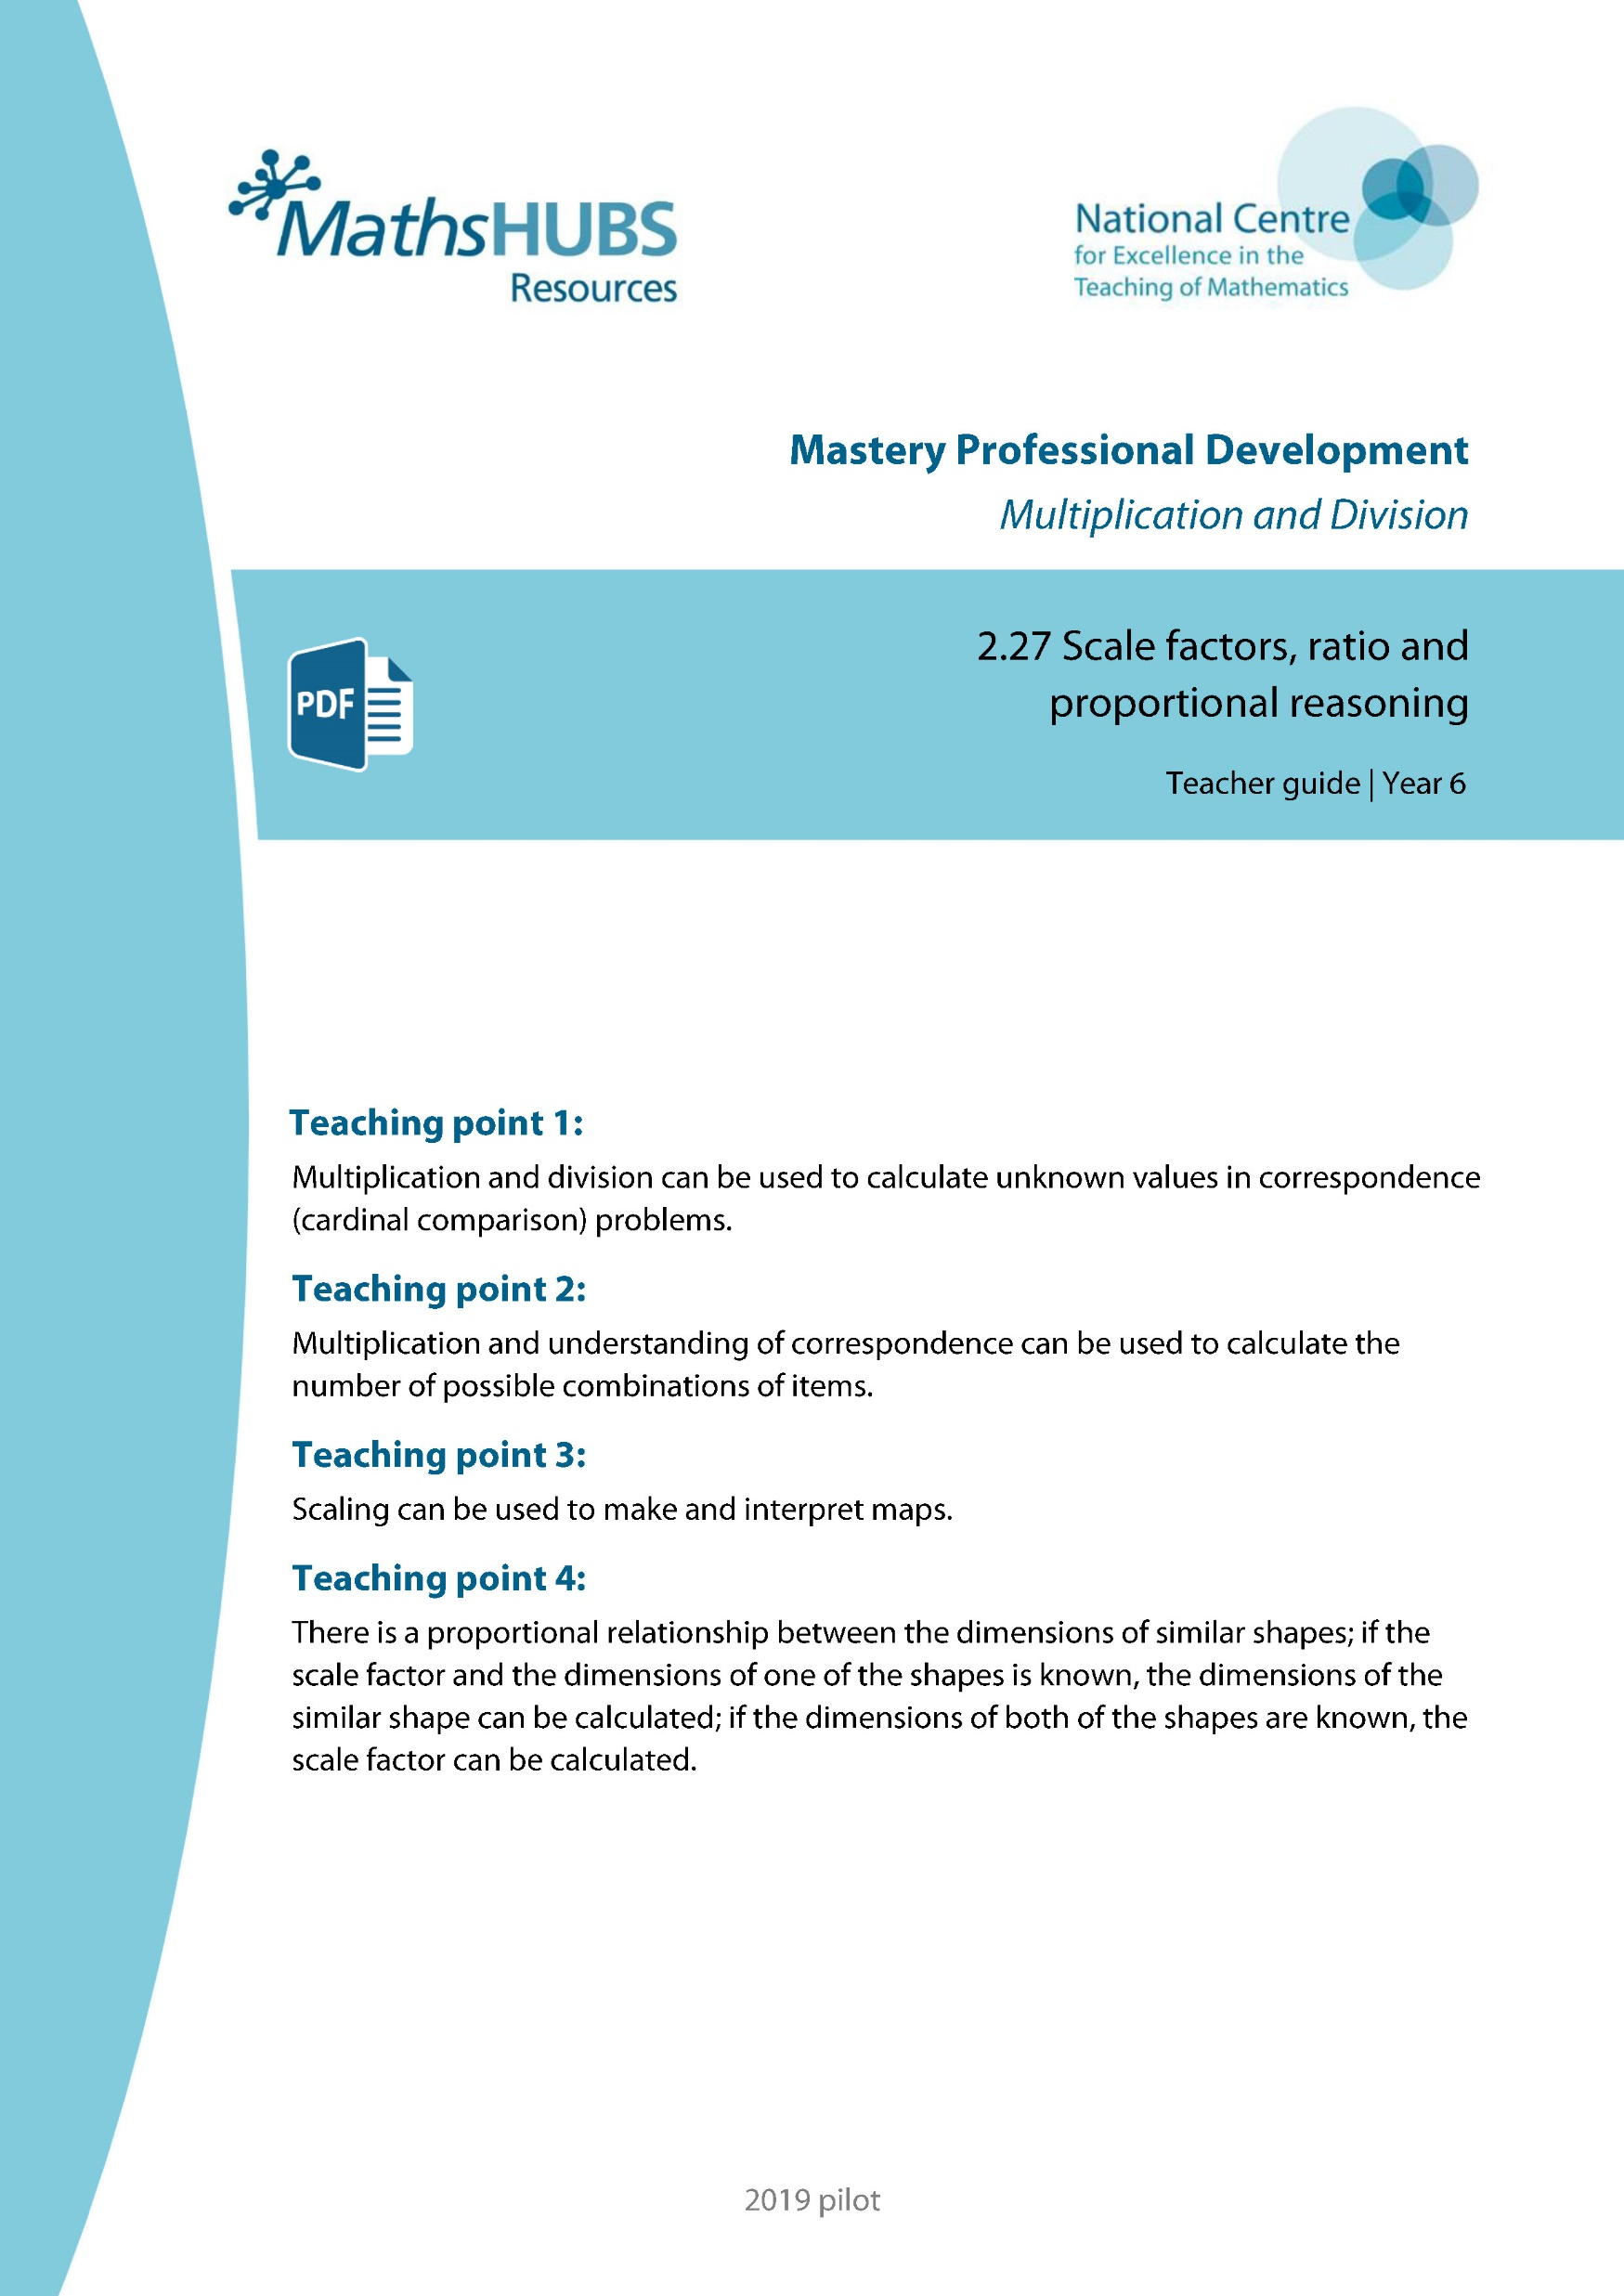 MathsHUBS
Resources
National Centre
for Excellence in the
Teaching of Mathematics
Mastery Professional Development
Multiplication and Division
PDF
2.27 Scale factors, ratio and
proportional reasoning
Teacher guide | Year 6
Teaching point 1:
Multiplication and division can be used to calculate unknown values in correspondence
(cardinal comparison) problems.
Teaching point 2:
Multiplication and understanding of correspondence can be used to calculate the
number of possible combinations of items.
Teaching point 3:
Scaling can be used to make and interpret maps.
Teaching point 4:
There is a proportional relationship between the dimensions of similar shapes; if the
scale factor and the dimensions of one of the shapes is known, the dimensions of the
similar shape can be calculated; if the dimensions of both of the shapes are known, the
scale factor can be calculated.
2019 pilot